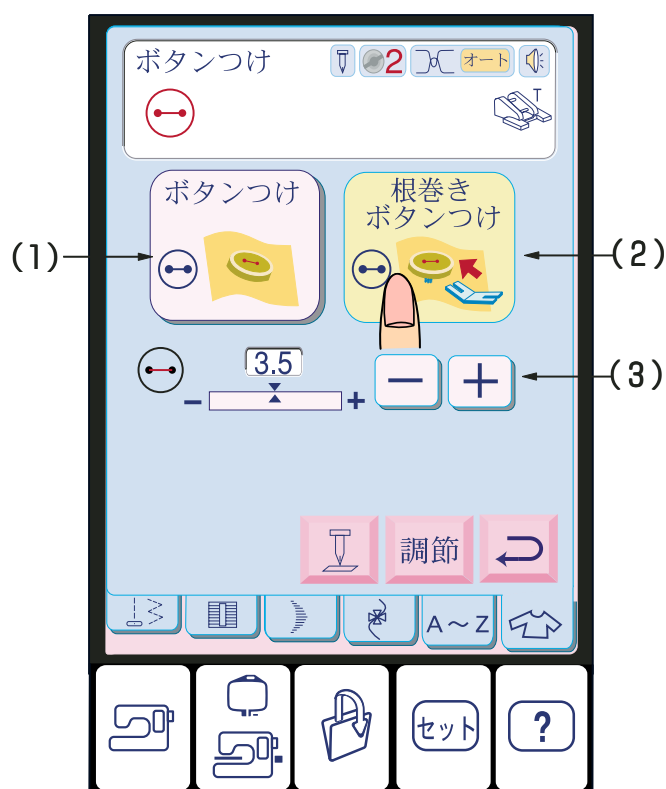 ボタンつけ
2
オート
T
ボタンつけ
根巻き
ボタンつけ
(1)
(2)
3.5
− +
− +
(3)
調節
A～Z
セット
?